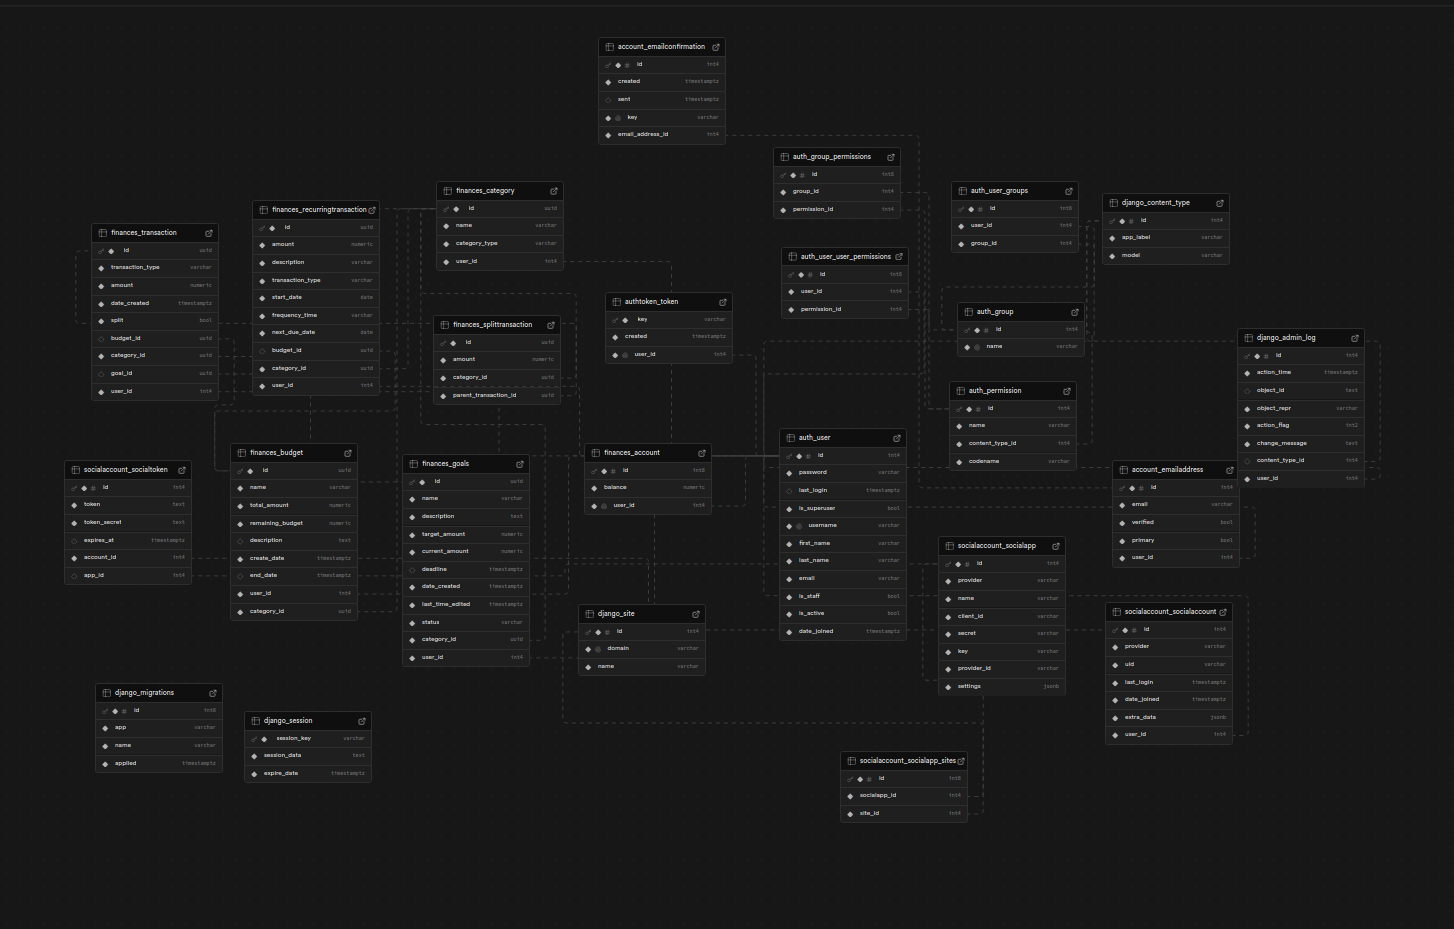 account_emailconfirmation
id int4
created timestamptz
sent timestamptz
key varchar
email_address_id int4
auth_group_permissions
id int8
group_id int4
permission_id int4
finances_category
id uuid
name varchar
category_type varchar
user_id int4
auth_user_groups
id int8
user_id int4
group_id int4
django_content_type
id int4
app_label varchar
model varchar
finances_recurringtransaction
id uuid
amount numeric
description varchar
transaction_type varchar
start_date date
frequency_time varchar
next_due_date date
budget_id uuid
category_id uuid
user_id int4
finances_transaction
id uuid
transaction_type varchar
amount numeric
date_created timestamptz
split bool
budget_id uuid
category_id uuid
goal_id uuid
user_id int4
auth_user_user_permissions
id int8
user_id int4
permission_id int4
authtoken_token
key varchar
created timestamptz
user_id int4
auth_group
id int4
name varchar
finances_splittransaction
id uuid
amount numeric
category_id uuid
parent_transaction_id uuid
django_admin_log
id int4
action_time timestamptz
object_id text
object_repr varchar
action_flag int2
change_message text
content_type_id int4
user_id int4
auth_permission
id int4
name varchar
content_type_id int4
codename varchar
auth_user
id int4
password varchar
last_login timestamptz
is_superuser bool
username varchar
first_name varchar
last_name varchar
email varchar
is_staff bool
is_active bool
date_joined timestamptz
finances_budget
id uuid
name varchar
total_amount numeric
remaining_budget numeric
description text
create_date timestamptz
end_date timestamptz
user_id int4
category_id uuid
finances_account
id int8
balance numeric
user_id int4
finances_goals
id uuid
name varchar
description text
target_amount numeric
current_amount numeric
deadline timestamptz
date_created timestamptz
last_time_edited timestamptz
status varchar
category_id uuid
user_id int4
socialaccount_socialtoken
id int4
token text
token_secret text
expires_at timestamptz
account_id int4
app_id int4
account_emailaddress
id int4
email varchar
verified bool
primary bool
user_id int4
socialaccount_socialapp
id int4
provider varchar
name varchar
client_id varchar
secret varchar
key varchar
provider_id varchar
settings jsonb
django_site
id int4
domain varchar
name varchar
socialaccount_socialaccount
id int4
provider varchar
uid varchar
last_login timestamptz
date_joined timestamptz
extra_data jsonb
user_id int4
django_migrations
id int8
app varchar
name varchar
applied timestamptz
django_session
session_key varchar
session_data text
expire_date timestamptz
socialaccount_socialapp_sites
id int8
socialapp_id int4
site_id int4